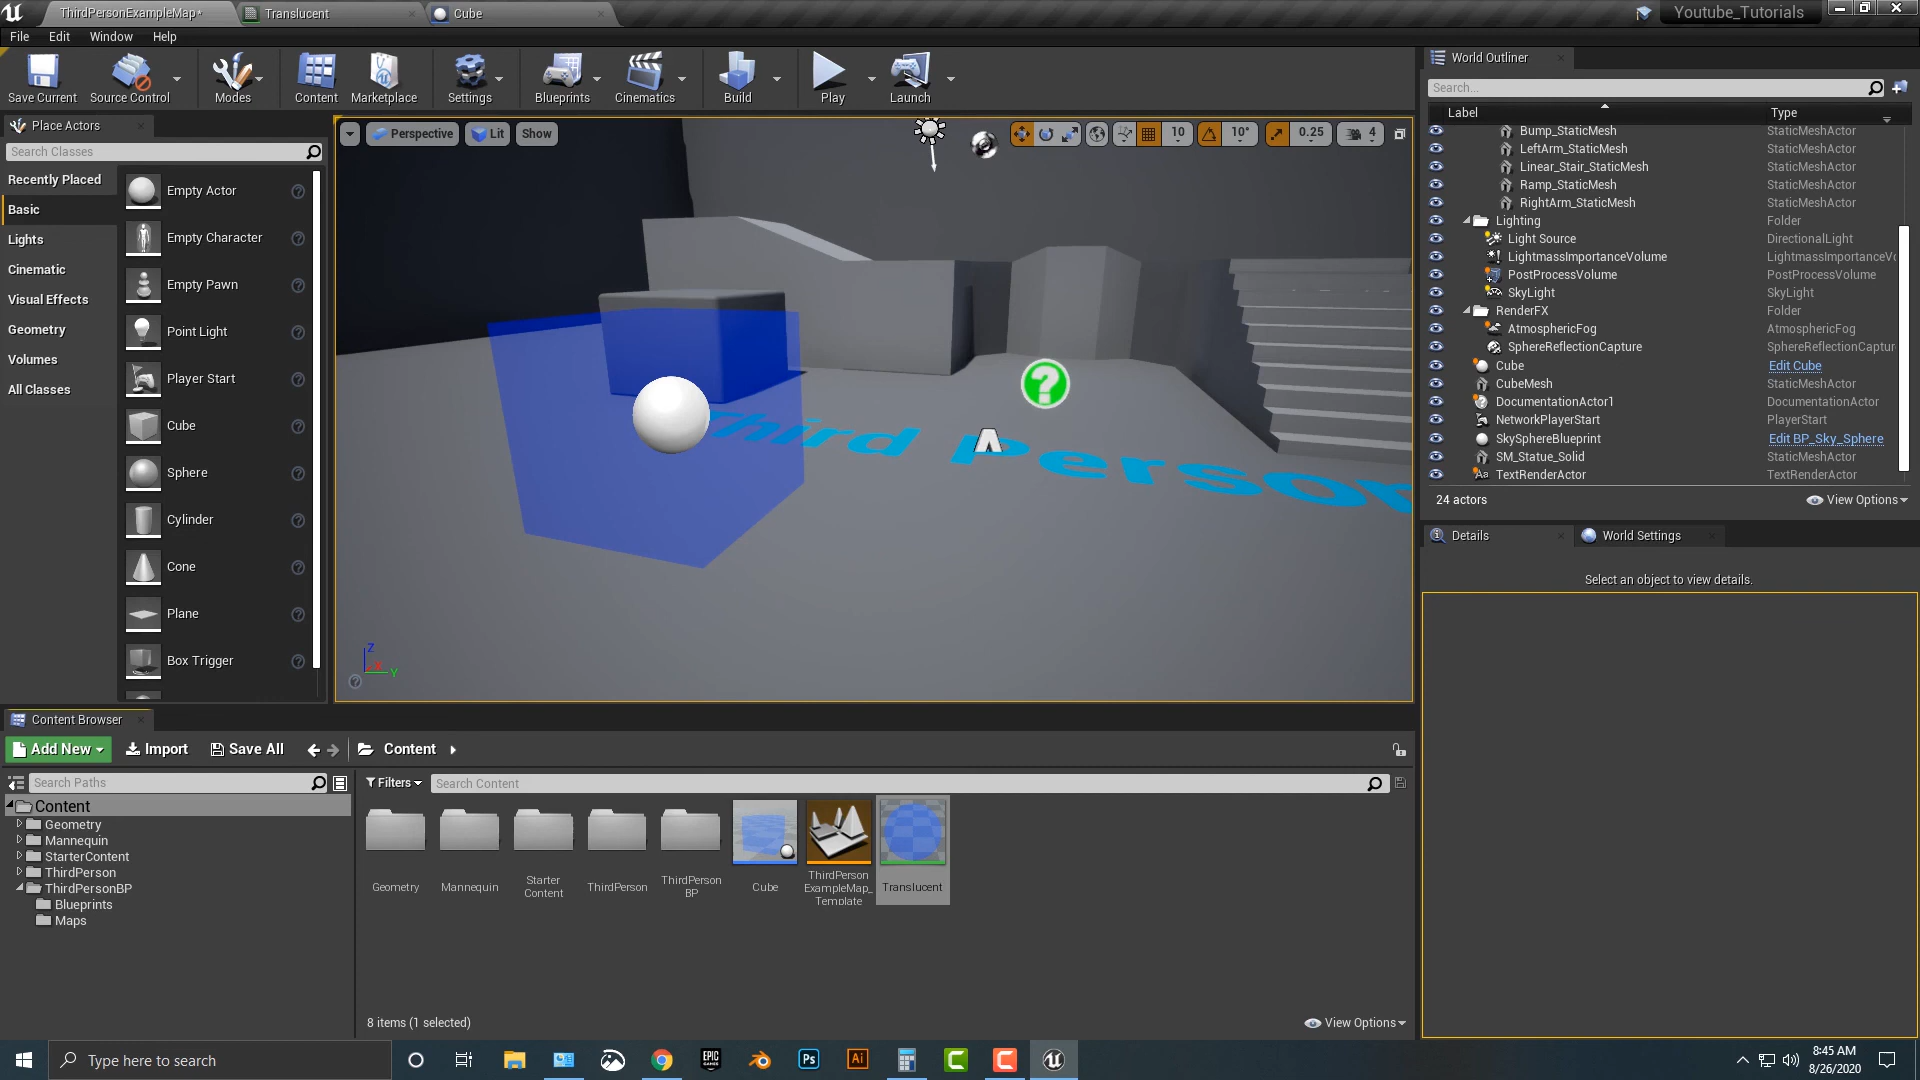 ThirdPersonExampleMap*
Translucent
Cube
Youtube_Tutorials
File
Edit
Window
Help
Save Current
Source Control
Modes
Content
Marketplace
Settings
Blueprints
Cinematics
Build
Play
Launch
Place Actors
Search Classes
Recently Placed
Basic
Lights
Cinematic
Visual Effects
Geometry
Volumes
All Classes
Empty Actor
Empty Character
Empty Pawn
Point Light
Player Start
Cube
Sphere
Cylinder
Cone
Plane
Box Trigger
Perspective
Lit
Show
10
10°
0.25
4
Third Person
Z
X
Y
World Outliner
Search...
Label
Type
Bump_StaticMesh
StaticMeshActor
LeftArm_StaticMesh
StaticMeshActor
Linear_Stair_StaticMesh
StaticMeshActor
Ramp_StaticMesh
StaticMeshActor
RightArm_StaticMesh
StaticMeshActor
Lighting
Folder
Light Source
DirectionalLight
LightmassImportanceVolume
LightmassImportanceVo
PostProcessVolume
PostProcessVolume
SkyLight
SkyLight
RenderFX
Folder
AtmosphericFog
AtmosphericFog
SphereReflectionCapture
SphereReflectionCaptur
Cube
Edit Cube
CubeMesh
StaticMeshActor
DocumentationActor1
DocumentationActor
NetworkPlayerStart
PlayerStart
SkySphereBlueprint
Edit BP_Sky_Sphere
SM_Statue_Solid
StaticMeshActor
TextRenderActor
TextRenderActor
24 actors
View Options
Details
World Settings
Select an object to view details.
Content Browser
Add New
Import
Save All
Content
Search Paths
Content
Geometry
Mannequin
StarterContent
ThirdPerson
ThirdPersonBP
Blueprints
Maps
Filters
Search Content
Geometry
Mannequin
Starter
Content
ThirdPerson
ThirdPerson
BP
Cube
ThirdPerson
ExampleMap_
Template
Translucent
8 items (1 selected)
View Options
Type here to search
EPIC
GAMES
Ps
Ai
8:45 AM
8/26/2020